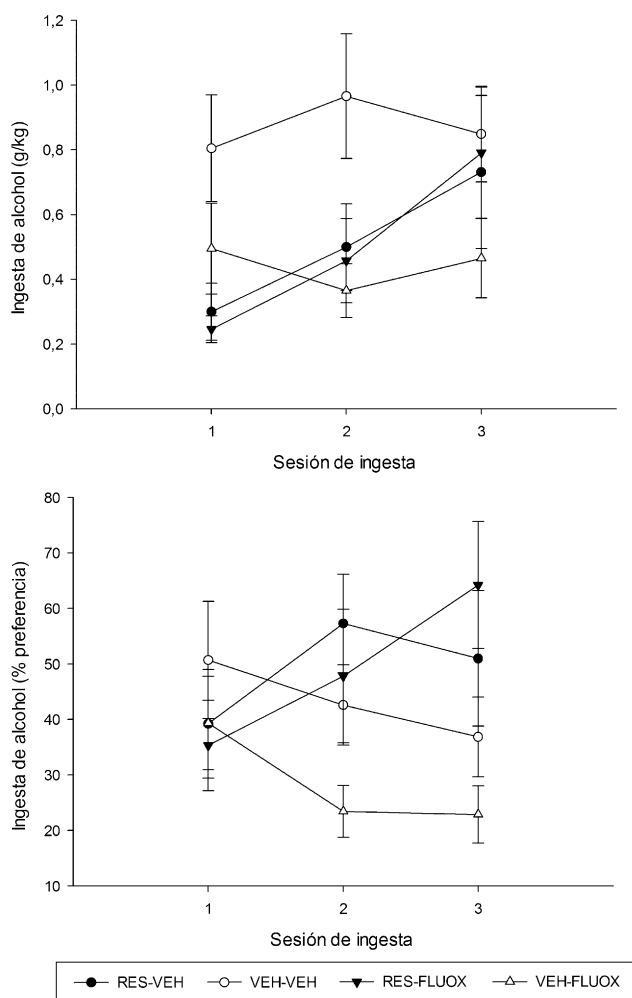 1,2
1,0
0,8
0,6
0,4
0,2
0,0
Ingesta de alcohol (g/kg)
1 2 3
Sesión de ingesta
80
70
60
50
40
30
20
10
Ingesta de alcohol (% preferencia)
1 2 3
Sesión de ingesta
RES-VEH VEH-VEH RES-FLUOX VEH-FLUOX